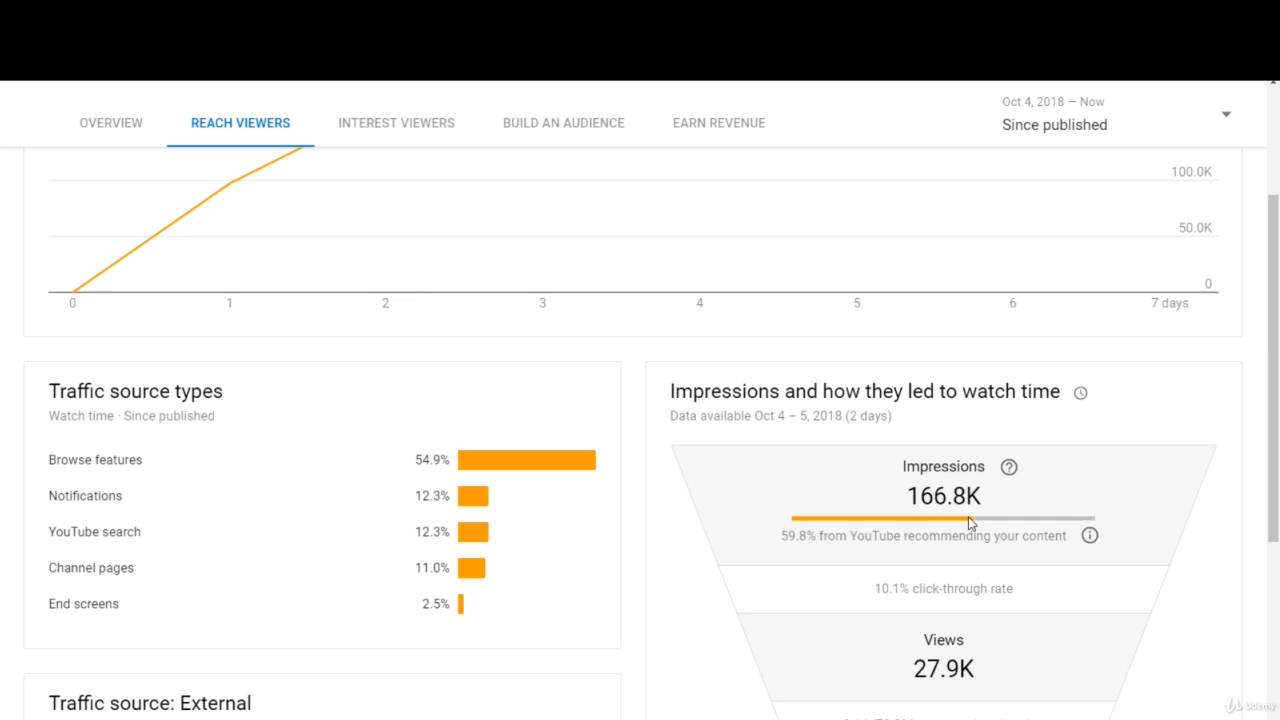 Oct 4, 2018 – Now
OVERVIEW REACH VIEWERS INTEREST VIEWERS BUILD AN AUDIENCE EARN REVENUE Since published
100.0K
50.0K
0
0 1 2 3 4 5 6 7 days
Traffic source types
Watch time · Since published
Browse features 54.9%
Notifications 12.3%
YouTube search 12.3%
Channel pages 11.0%
End screens 2.5%
Traffic source: External
Impressions and how they led to watch time
Data available Oct 4 – 5, 2018 (2 days)
Impressions
166.8K
59.8% from YouTube recommending your content
10.1% click-through rate
Views
27.9K
Udemy